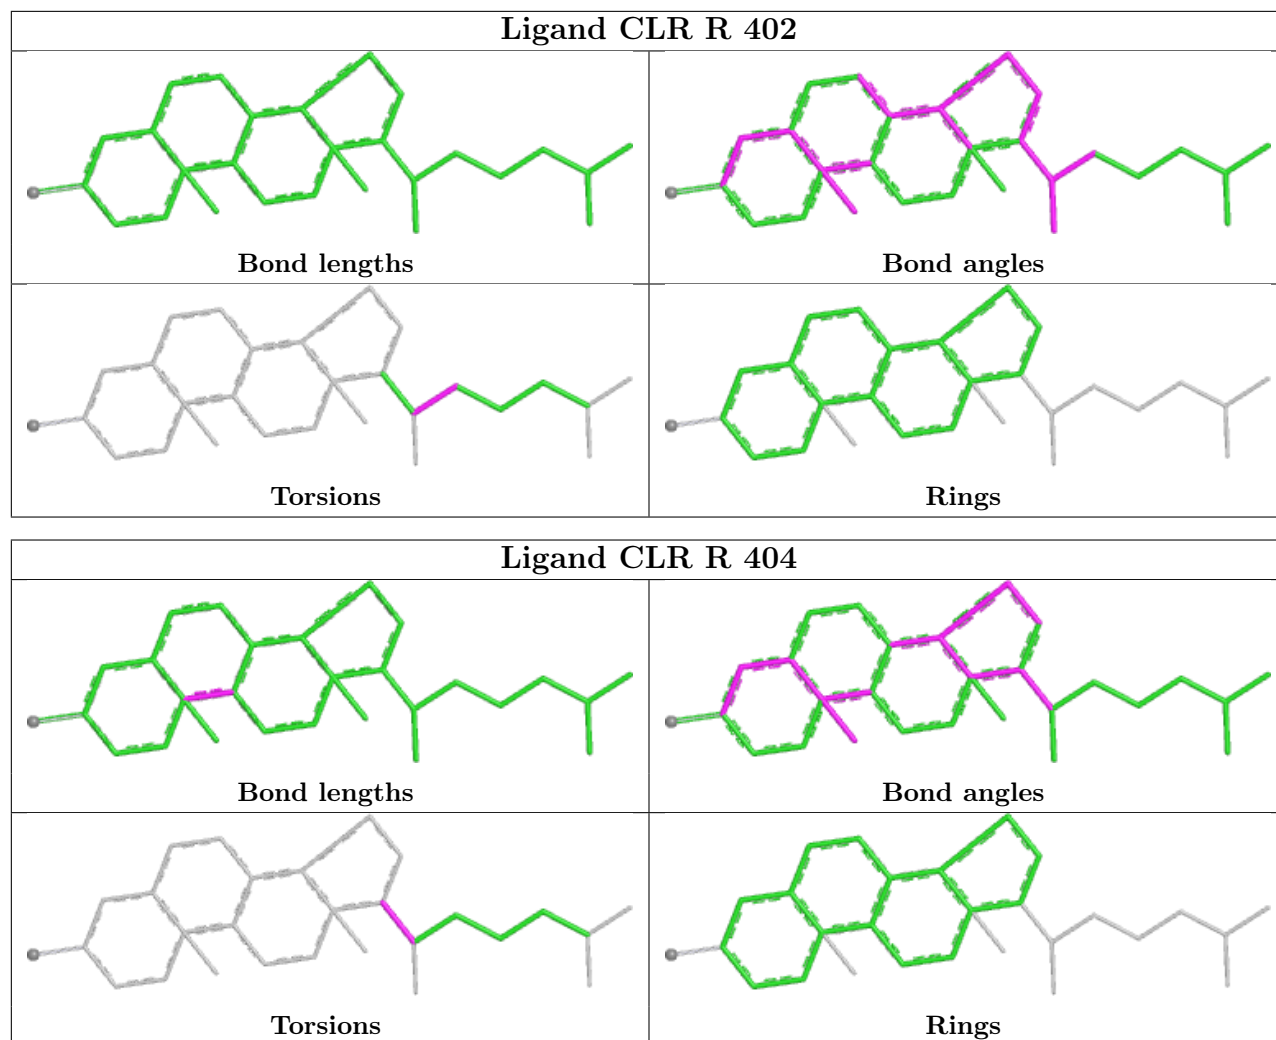 Ligand CLR R 402
Bond lengths
Bond angles
Torsions
Rings
Ligand CLR R 404
Bond lengths
Bond angles
Torsions
Rings